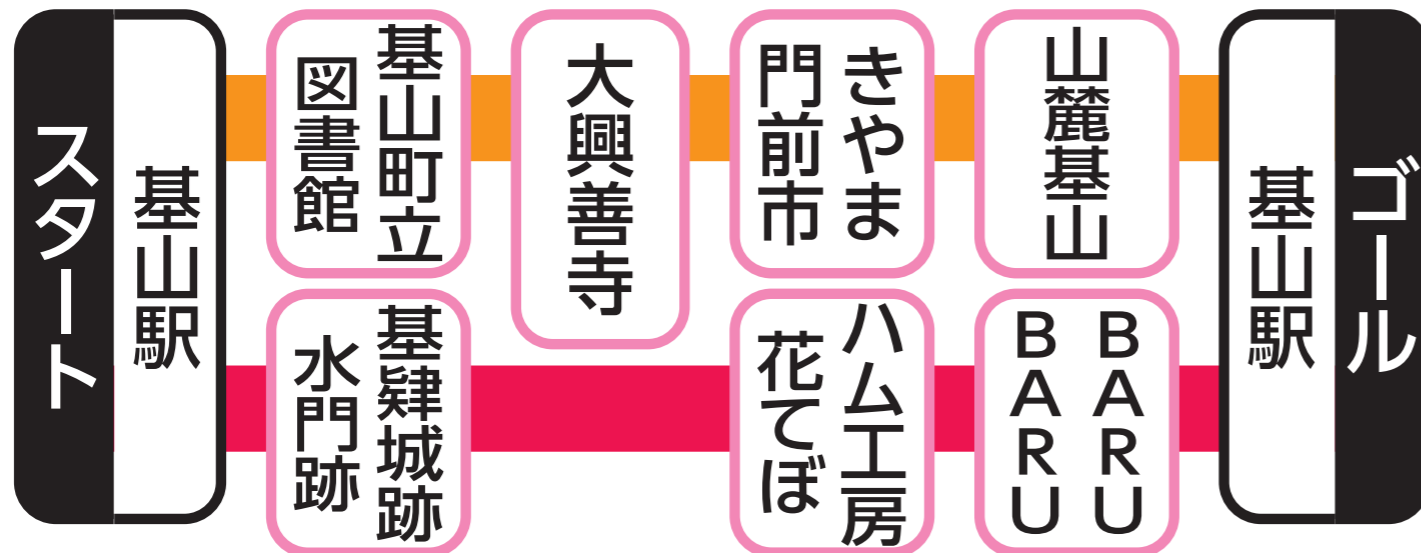 スタート
基山駅
基山町立
図書館
大興善寺
きやま
門前市
山麓基山
基肄城跡
水門跡
ハム工房
花てぼ
BARU
BARU
基山駅
ゴール